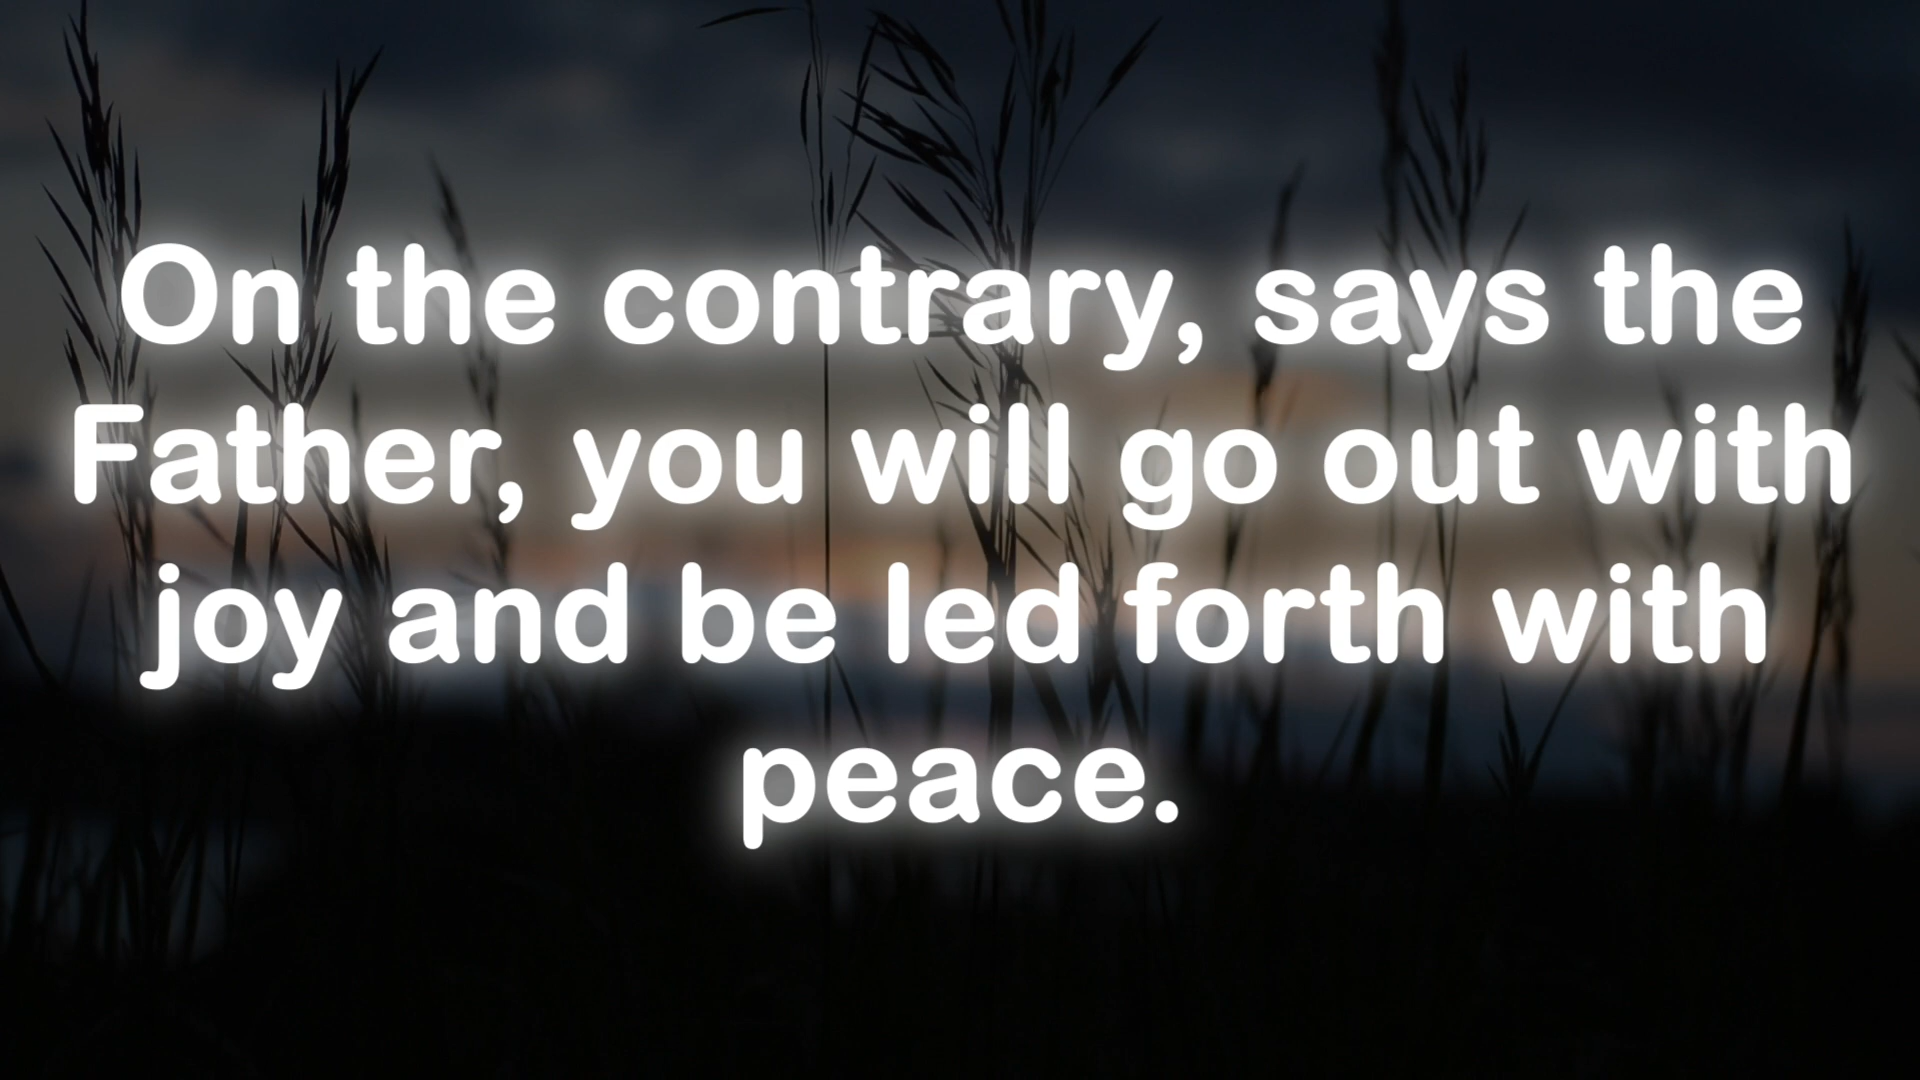 On the contrary, says the
Father, you will go out with
joy and be led forth with
peace.